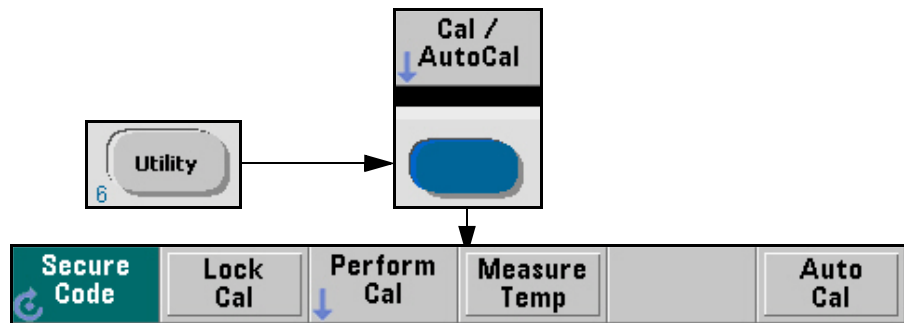 Cal /
AutoCal
Utility
6
Secure
Code
Lock
Cal
Perform
Cal
Measure
Temp
Auto
Cal